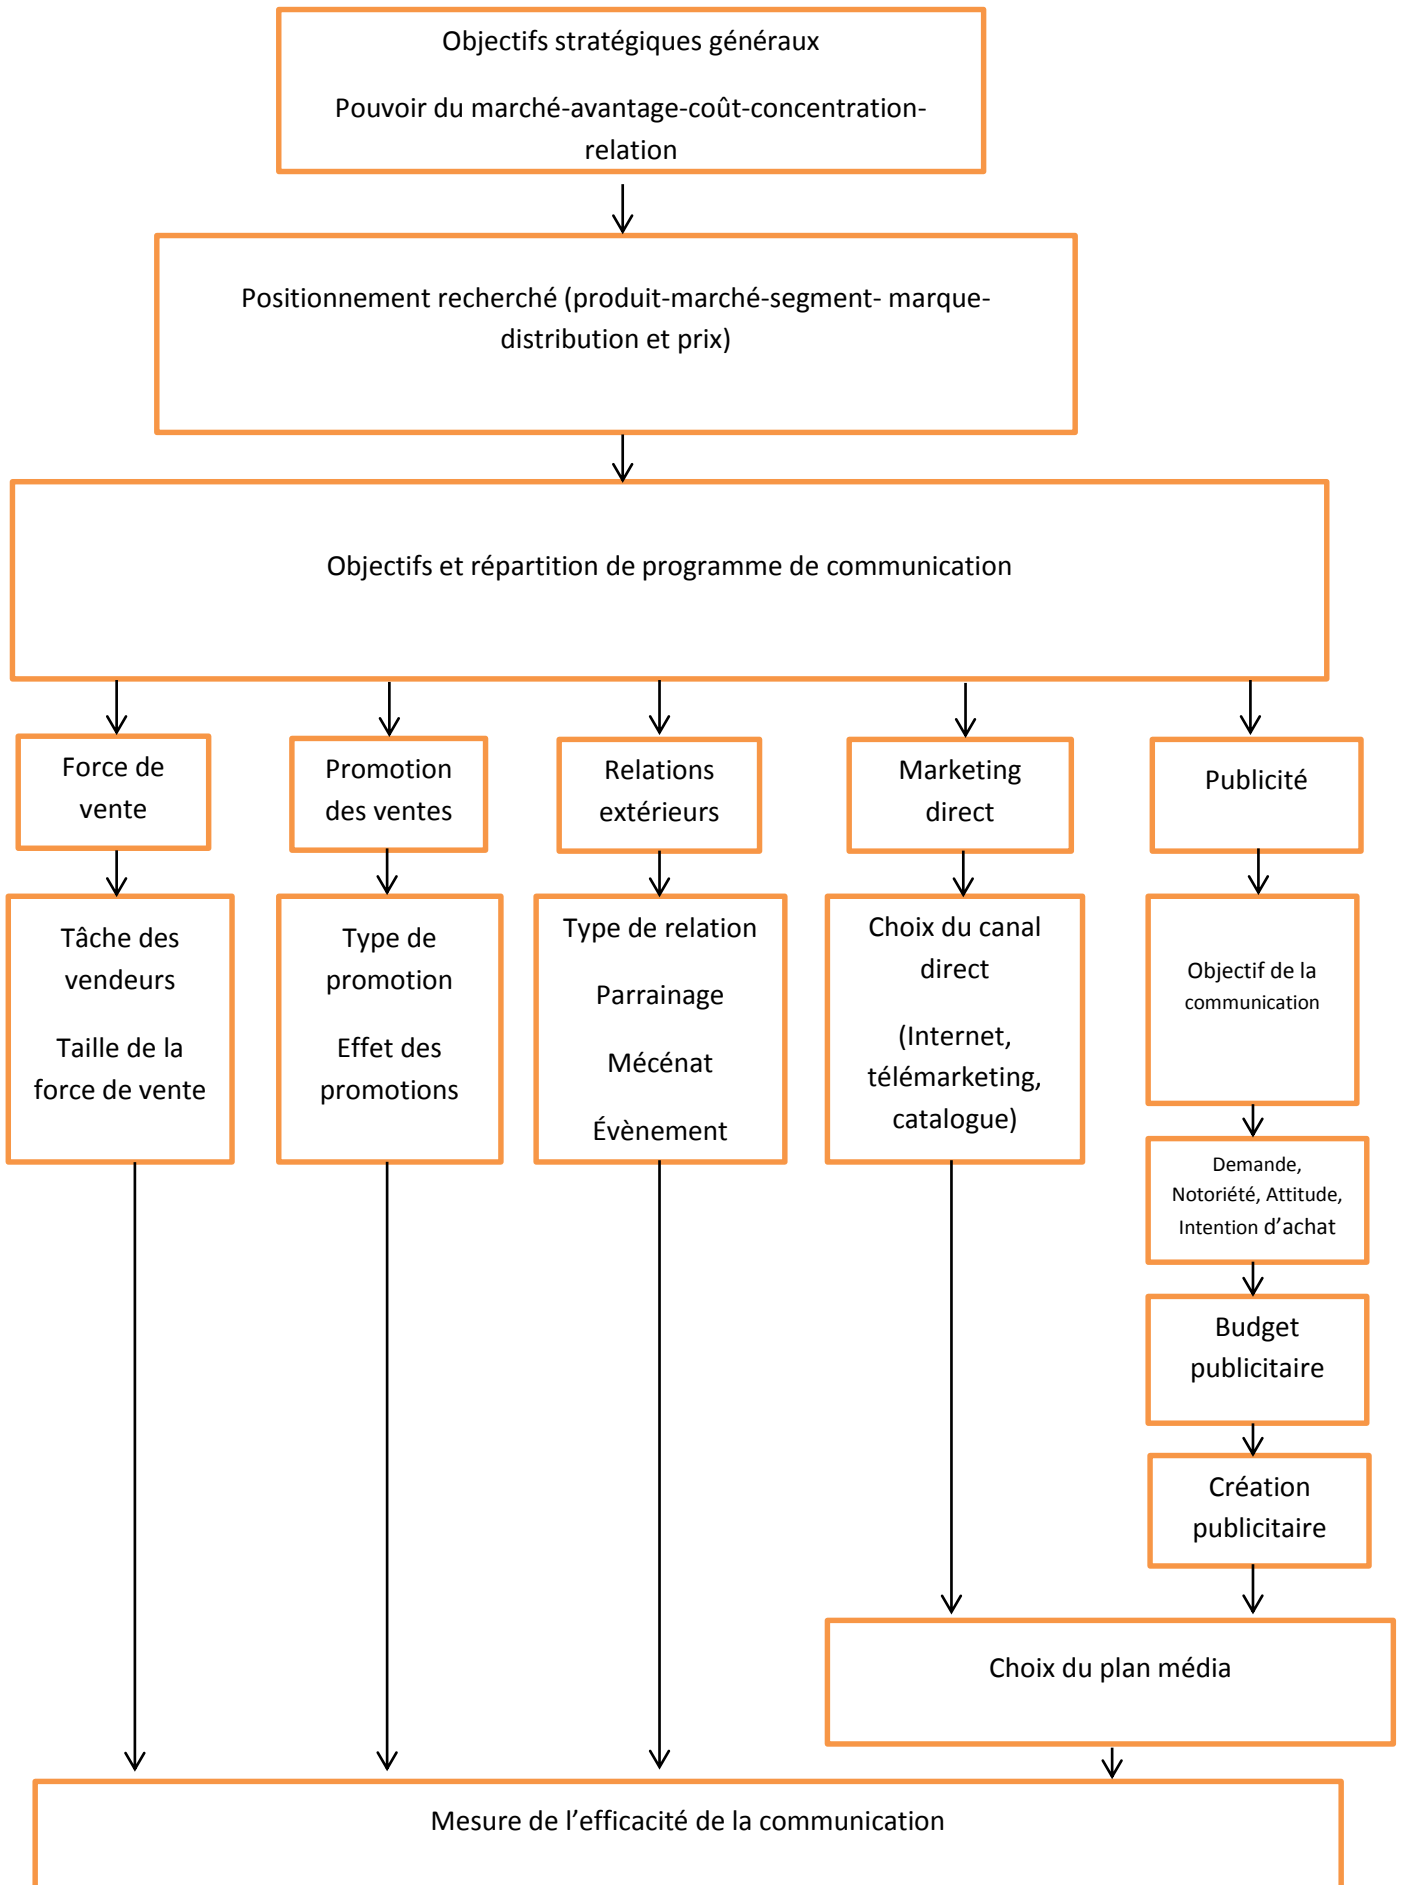 Objectifs stratégiques généraux
Pouvoir du marché-avantage-coût-concentration-
relation
Positionnement recherché (produit-marché-segment- marque-
distribution et prix)
Objectifs et répartition de programme de communication
Force de
vente
Promotion
des ventes
Relations
extérieurs
Marketing
direct
Publicité
Tâche des
vendeurs
Taille de la
force de vente
Type de
promotion
Effet des
promotions
Type de relation
Parrainage
Mécénat
Évènement
Choix du canal
direct
(Internet,
télémarketing,
catalogue)
Objectif de la
communication
Demande,
Notoriété, Attitude,
Intention d’achat
Budget
publicitaire
Création
publicitaire
Choix du plan média
Mesure de l’efficacité de la communication